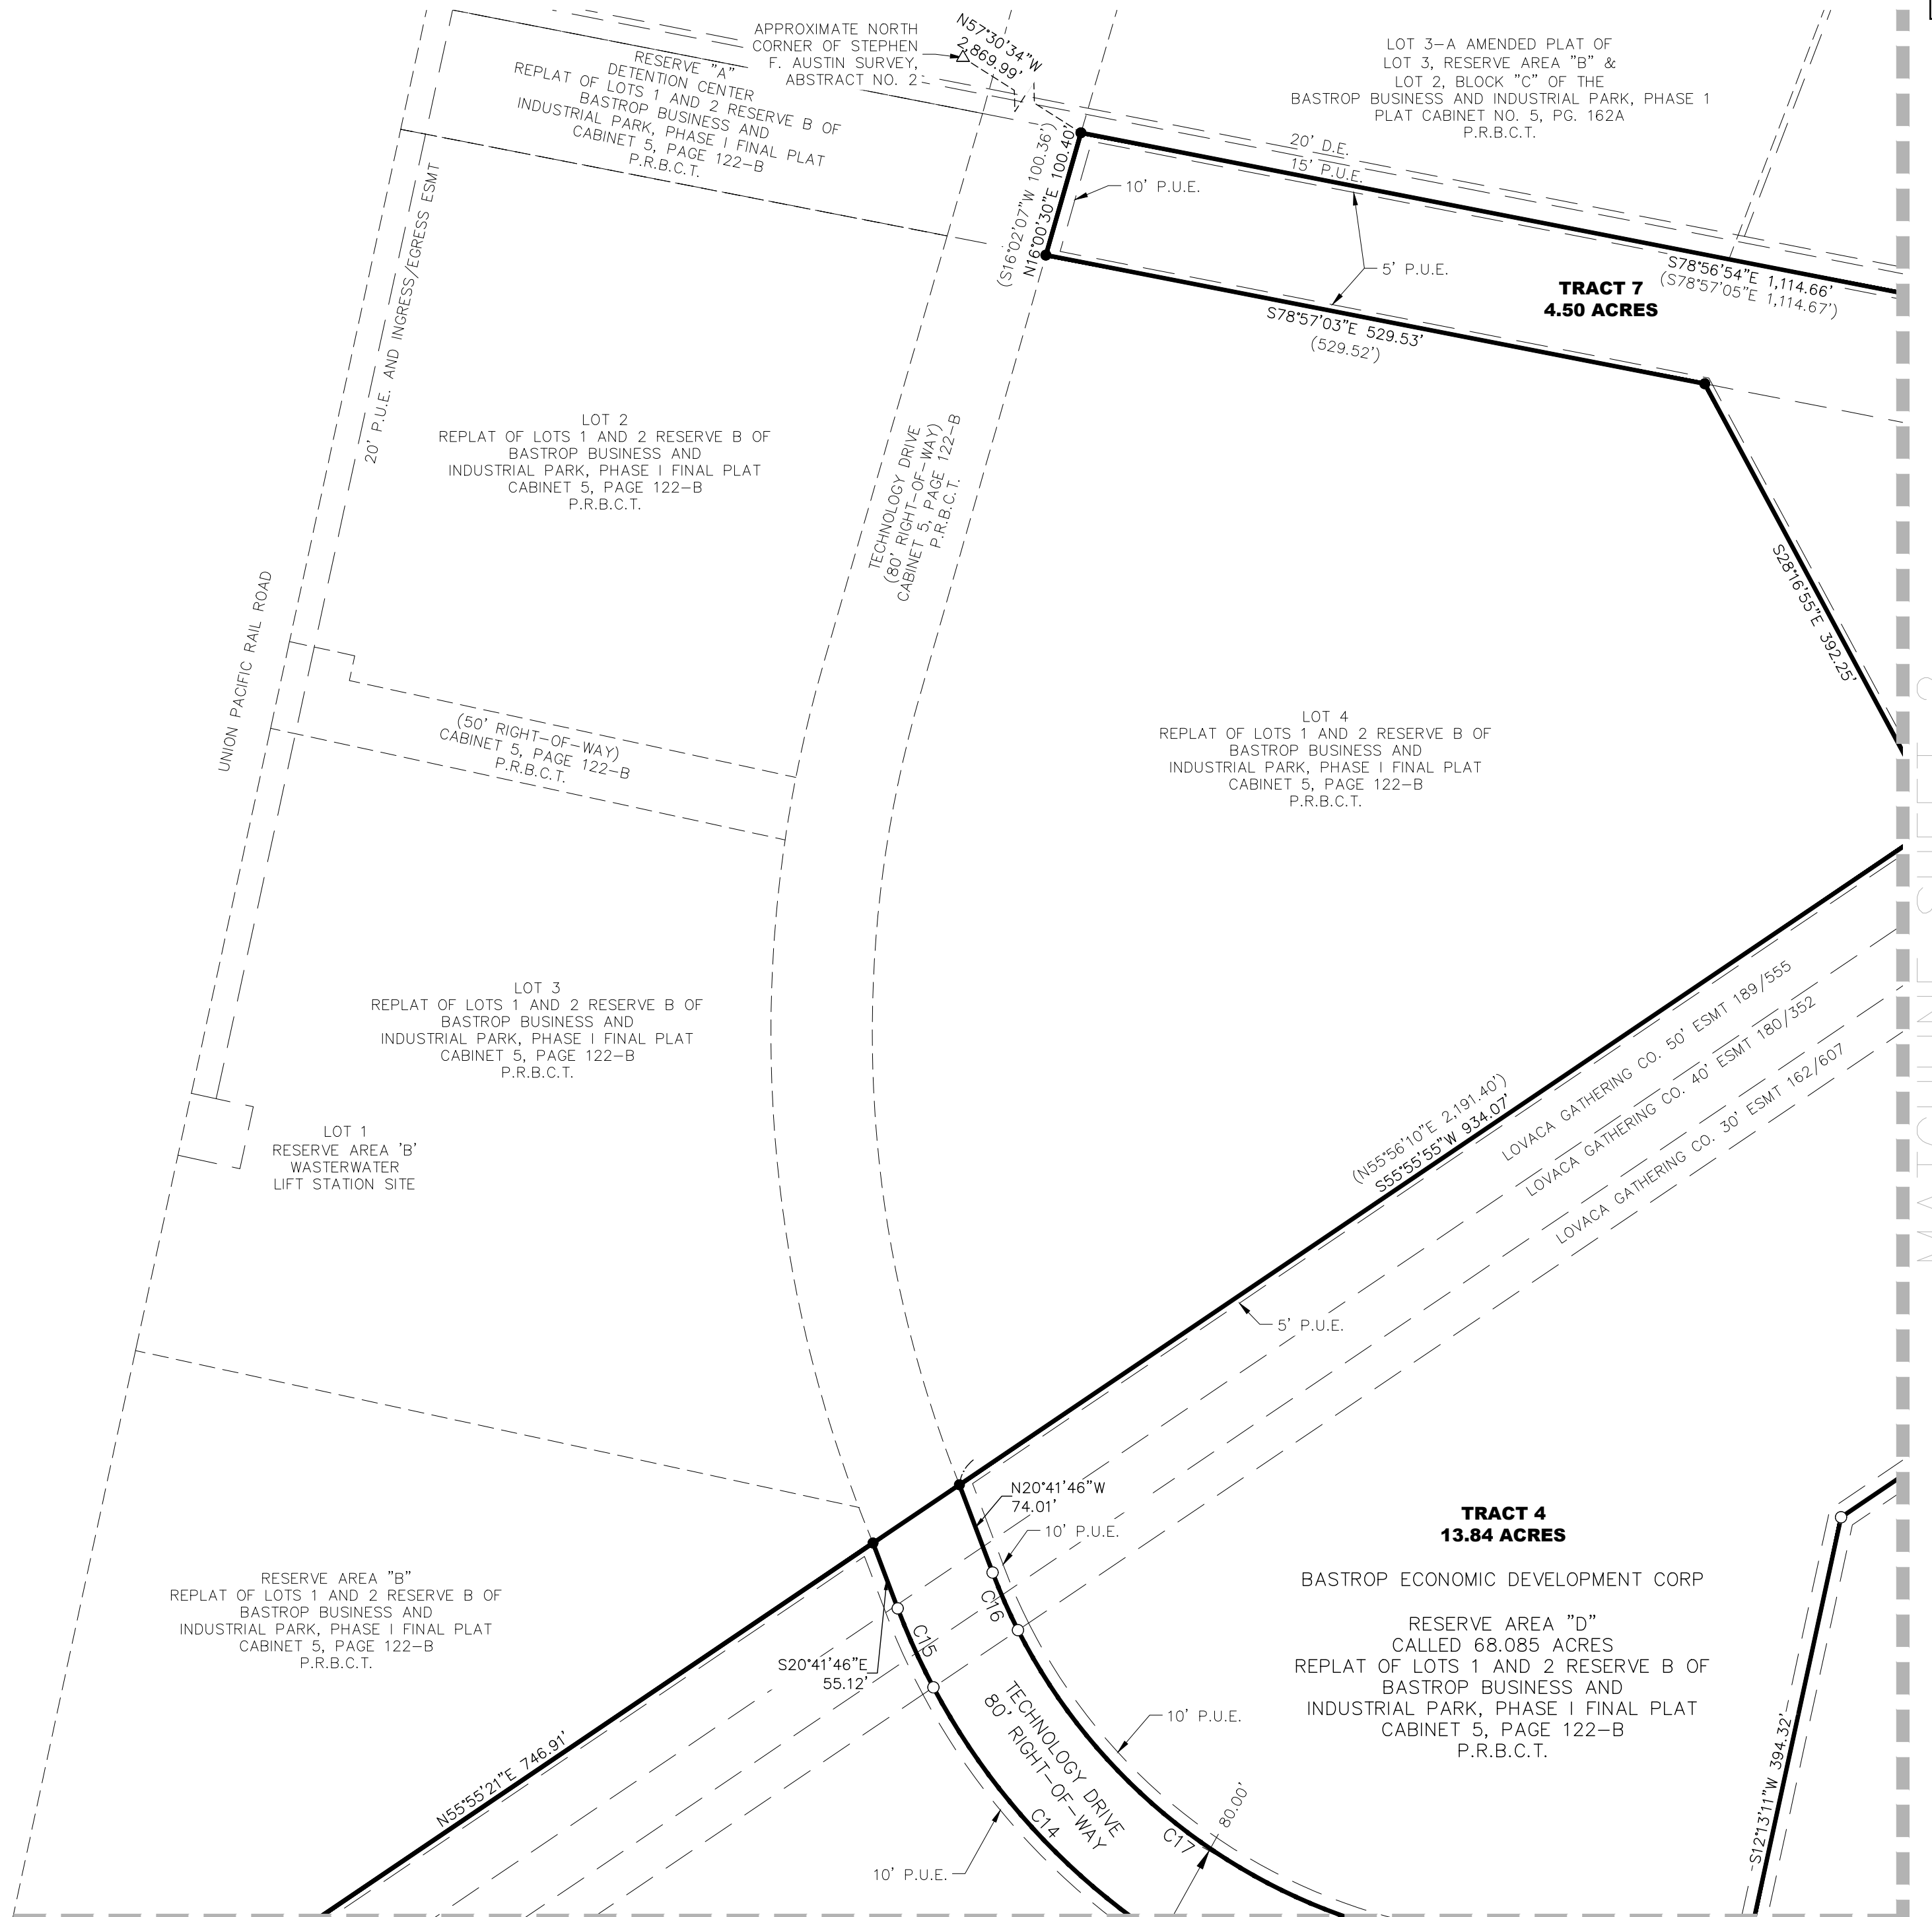 APPROXIMATE NORTH
CORNER OF STEPHEN
F. AUSTIN SURVEY,
ABSTRACT NO. 2
N57°30'34"W
2,869.99'
LOT 3-A AMENDED PLAT OF
LOT 3, RESERVE AREA "B" &
LOT 2, BLOCK "C" OF THE
BASTROP BUSINESS AND INDUSTRIAL PARK, PHASE 1
PLAT CABINET NO. 5, PG. 162A
P.R.B.C.T.
RESERVE "A"
DETENTION CENTER
REPLAT OF LOTS 1 AND 2 RESERVE B OF
BASTROP BUSINESS AND
INDUSTRIAL PARK, PHASE I FINAL PLAT
CABINET 5, PAGE 122-B
P.R.B.C.T.
20' D.E.
15' P.U.E.
10' P.U.E.
(S16°02'07"W 100.36')
N16°00'30"E 100.40'
5' P.U.E.
S78°56'54"E 1,114.66'
(S78°57'05"E 1,114.67')
TRACT 7
4.50 ACRES
S78°57'03"E 529.53'
(529.52')
20' P.U.E. AND INGRESS/EGRESS ESMT
LOT 2
REPLAT OF LOTS 1 AND 2 RESERVE B OF
BASTROP BUSINESS AND
INDUSTRIAL PARK, PHASE I FINAL PLAT
CABINET 5, PAGE 122-B
P.R.B.C.T.
TECHNOLOGY DRIVE
(80' RIGHT-OF-WAY)
CABINET 5, PAGE 122-B
P.R.B.C.T.
S28°16'55"E 392.25'
UNION PACIFIC RAIL ROAD
(50' RIGHT-OF-WAY)
CABINET 5, PAGE 122-B
P.R.B.C.T.
LOT 4
REPLAT OF LOTS 1 AND 2 RESERVE B OF
BASTROP BUSINESS AND
INDUSTRIAL PARK, PHASE I FINAL PLAT
CABINET 5, PAGE 122-B
P.R.B.C.T.
LOT 3
REPLAT OF LOTS 1 AND 2 RESERVE B OF
BASTROP BUSINESS AND
INDUSTRIAL PARK, PHASE I FINAL PLAT
CABINET 5, PAGE 122-B
P.R.B.C.T.
LOT 1
RESERVE AREA 'B'
WASTERWATER
LIFT STATION SITE
(N55°56'10"E 2,191.40')
S55°55'55"W 934.07'
LOVACA GATHERING CO. 50' ESMT 189/555
LOVACA GATHERING CO. 40' ESMT 180/352
LOVACA GATHERING CO. 30' ESMT 162/607
5' P.U.E.
N20°41'46"W
74.01'
10' P.U.E.
C16
C15
S20°41'46"E
55.12'
TRACT 4
13.84 ACRES
BASTROP ECONOMIC DEVELOPMENT CORP
RESERVE AREA "D"
CALLED 68.085 ACRES
REPLAT OF LOTS 1 AND 2 RESERVE B OF
BASTROP BUSINESS AND
INDUSTRIAL PARK, PHASE I FINAL PLAT
CABINET 5, PAGE 122-B
P.R.B.C.T.
RESERVE AREA "B"
REPLAT OF LOTS 1 AND 2 RESERVE B OF
BASTROP BUSINESS AND
INDUSTRIAL PARK, PHASE I FINAL PLAT
CABINET 5, PAGE 122-B
P.R.B.C.T.
N55°55'21"E 746.91'
TECHNOLOGY DRIVE
80' RIGHT-OF-WAY
10' P.U.E.
C14
C17
80.00'
10' P.U.E.
S12°13'11"W 394.32'